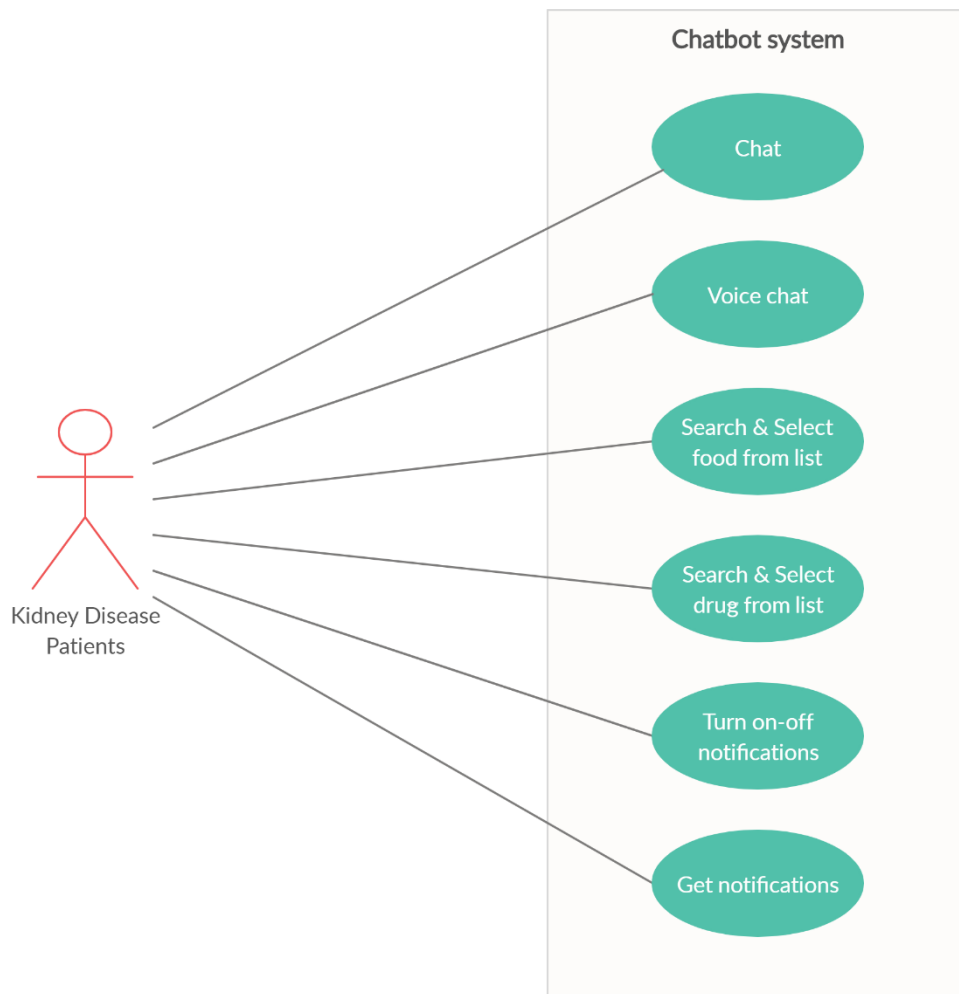 Chatbot system
Chat
Voice chat
Search & Select
food from list
Search & Select
drug from list
Turn on-off
notifications
Get notifications
Kidney Disease
Patients